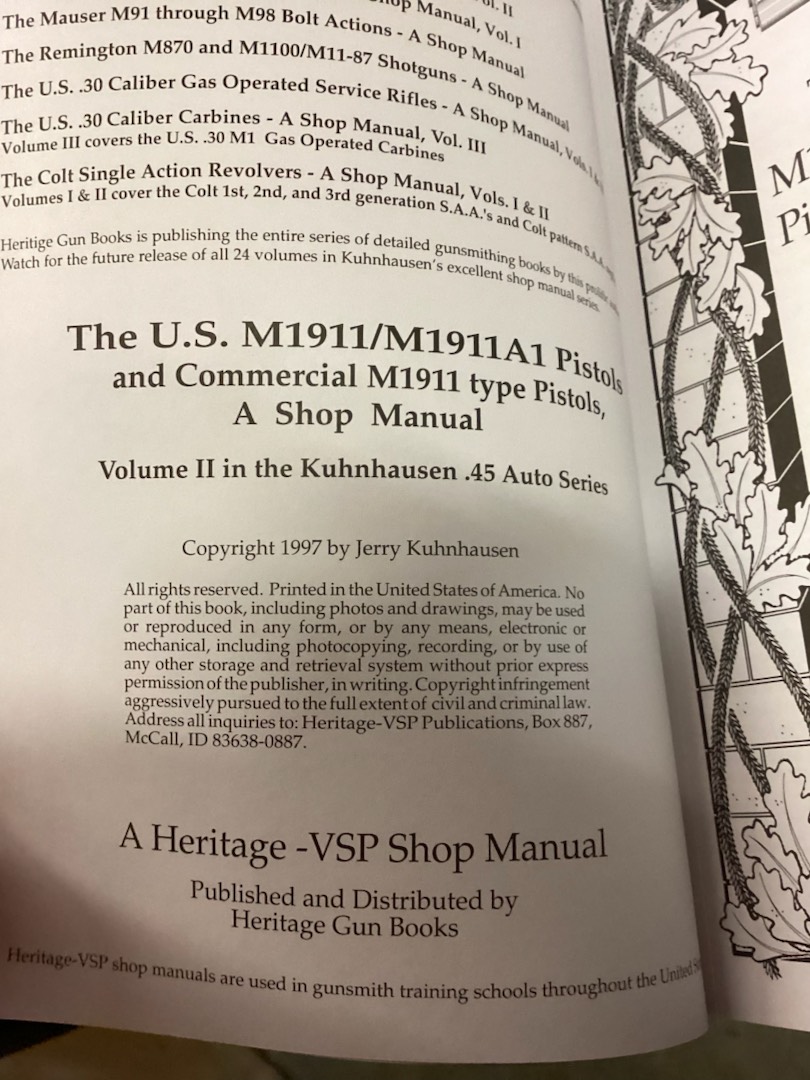 Shop Manual, Vol. I
The Mauser M91 through M98 Bolt Actions - A Shop Manual
The Remington M870 and M1100/M11-87 Shotguns - A Shop Manual
The U.S. .30 Caliber Gas Operated Service Rifles - A Shop Manual, Vols. I &
The U.S. .30 Caliber Carbines - A Shop Manual, Vol. III
Volume III covers the U.S. .30 M1 Gas Operated Carbines
The Colt Single Action Revolvers - A Shop Manual, Vols. I & II
Volumes I & II cover the Colt 1st, 2nd, and 3rd generation S.A.A.'s and Colt pattern S.A.A.
Heritige Gun Books is publishing the entire series of detailed gunsmithing books by this
Watch for the future release of all 24 volumes in Kuhnhausen's excellent shop manual series.
The U.S. M1911/M1911A1 Pistols
and Commercial M1911 type Pistols,
A Shop Manual
Volume II in the Kuhnhausen .45 Auto Series
Copyright 1997 by Jerry Kuhnhausen
All rights reserved. Printed in the United States of America. No
part of this book, including photos and drawings, may be used
or reproduced in any form, or by any means, electronic or
mechanical, including photocopying, recording, or by use of
any other storage and retrieval system without prior express
permission of the publisher, in writing. Copyright infringement
aggressively pursued to the full extent of civil and criminal law.
Address all inquiries to: Heritage-VSP Publications, Box 887,
McCall, ID 83638-0887.
A Heritage -VSP Shop Manual
Published and Distributed by
Heritage Gun Books
Heritage-VSP shop manuals are used in gunsmith training schools throughout the United
M
Pi